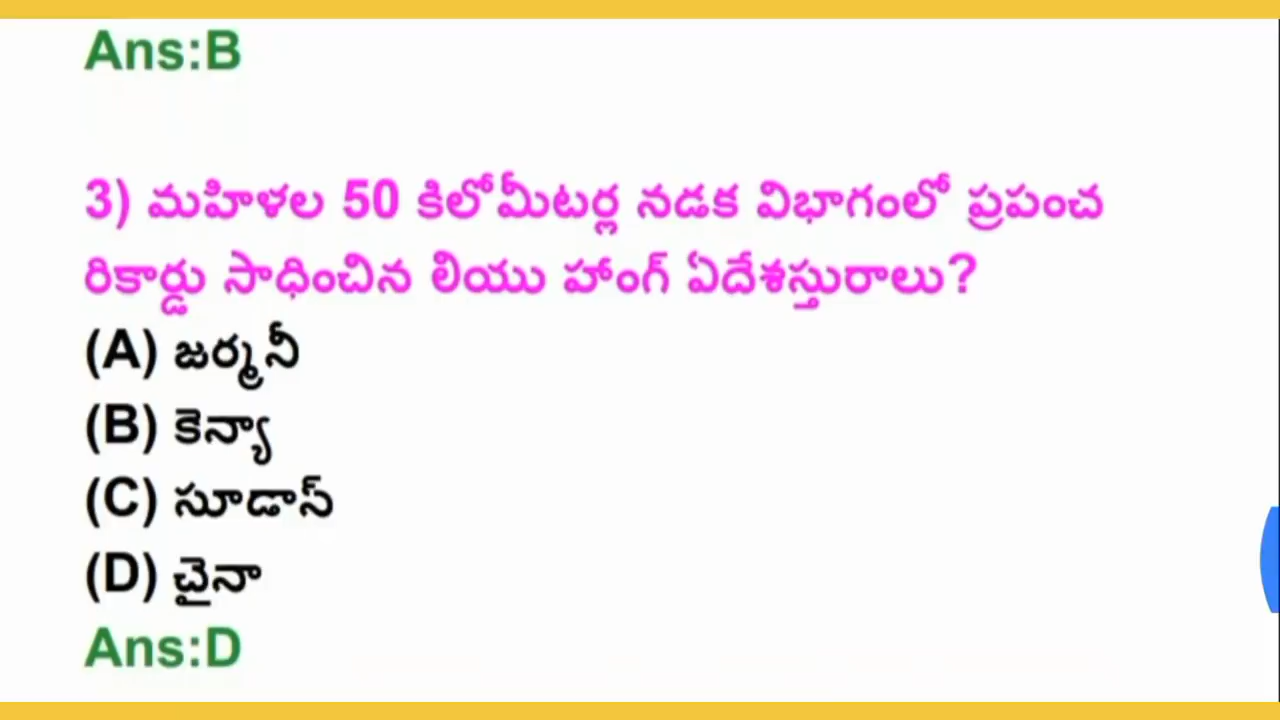 Ans:B
3) మహిళల 50 కిలోమీటర్ల నడక విభాగంలో ప్రపంచ
రికార్డు సాధించిన లియు హాంగ్ ఏదేశస్తురాలు?
(A) జర్మనీ
(B) కెన్యా
(C) సూడాస్
(D) చైనా
Ans:D